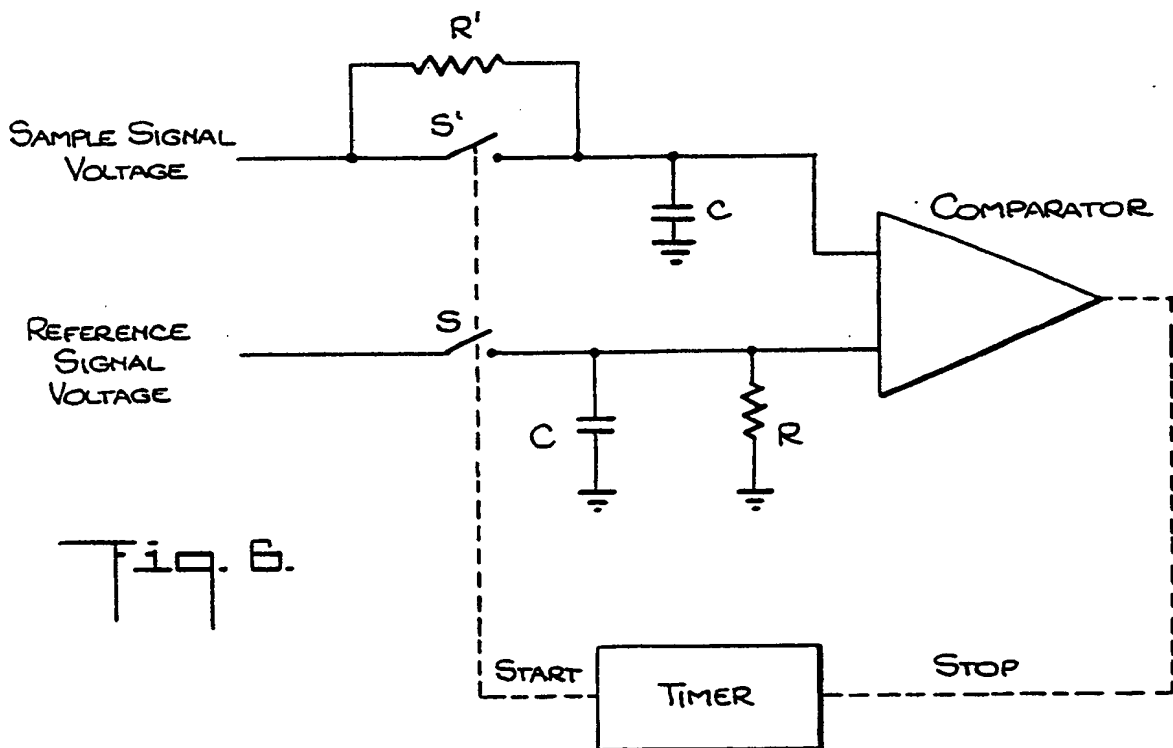 R'
SAMPLE SIGNAL
VOLTAGE
S'
C
COMPARATOR
REFERENCE
SIGNAL
VOLTAGE
S
C
R
Fig. 6.
START
TIMER
STOP